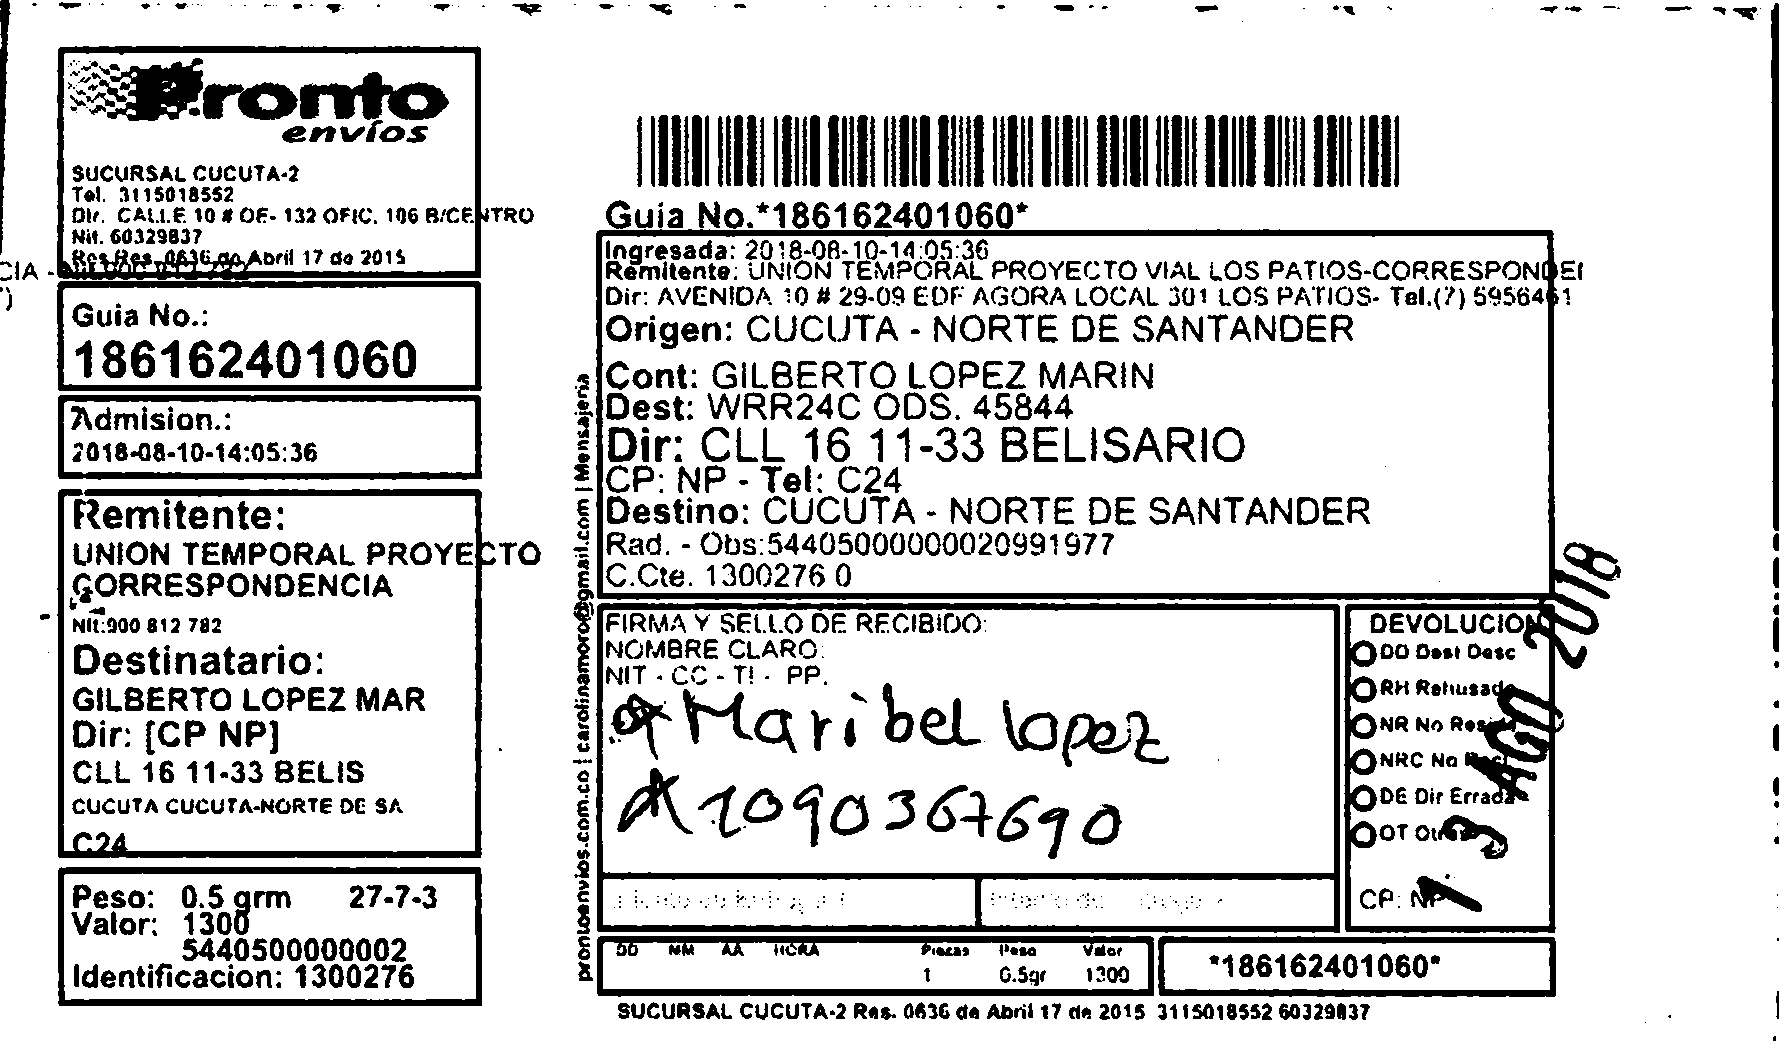 Pronto
envíos
SUCURSAL CUCUTA-2
Tel. 3115018552
Dir. CALLE 10 # OE- 132 OFIC. 106 B/CENTRO
Nit. 60329837
Res. 0636 de Abril 17 de 2015
CIA -
Guia No.:
186162401060
Admision.:
2018-08-10-14:05:36
Remitente:
UNION TEMPORAL PROYECTO
CORRESPONDENCIA
Nit:900 812 782
Destinatario:
GILBERTO LOPEZ MAR
Dir: [CP NP]
CLL 16 11-33 BELIS
CUCUTA CUCUTA-NORTE DE SA
C24
Peso: 0.5 grm 27-7-3
Valor: 1300
5440500000002
Identificacion: 1300276
prontoenvios.com.co | carolinamoro@gmail.com | Mensajeria
Guia No.*186162401060*
Ingresada: 2018-08-10-14:05:36
Remitente: UNION TEMPORAL PROYECTO VIAL LOS PATIOS-CORRESPONDEI
Dir: AVENIDA 10 # 29-09 EDF AGORA LOCAL 301 LOS PATIOS- Tel.(7) 5956461
Origen: CUCUTA - NORTE DE SANTANDER
Cont: GILBERTO LOPEZ MARIN
Dest: WRR24C ODS. 45844
Dir: CLL 16 11-33 BELISARIO
CP: NP - Tel: C24
Destino: CUCUTA - NORTE DE SANTANDER
Rad. - Obs:54405000000020991977
C.Cte. 1300276 0
FIRMA Y SELLO DE RECIBIDO:
NOMBRE CLARO:
NIT - CC - TI - PP.
Maribel lopez
1090367690
DEVOLUCION
DD Dest Desc
RH Rehusado
NR No Resid
NRC No Recl
DE Dir Errada
OT Otros
CP: NP
13 AGO 2018
DD MM AA HORA Piezas Peso Valor
1 0.5gr 1300
*186162401060*
SUCURSAL CUCUTA-2 Res. 0636 de Abril 17 de 2015 3115018552 60329837